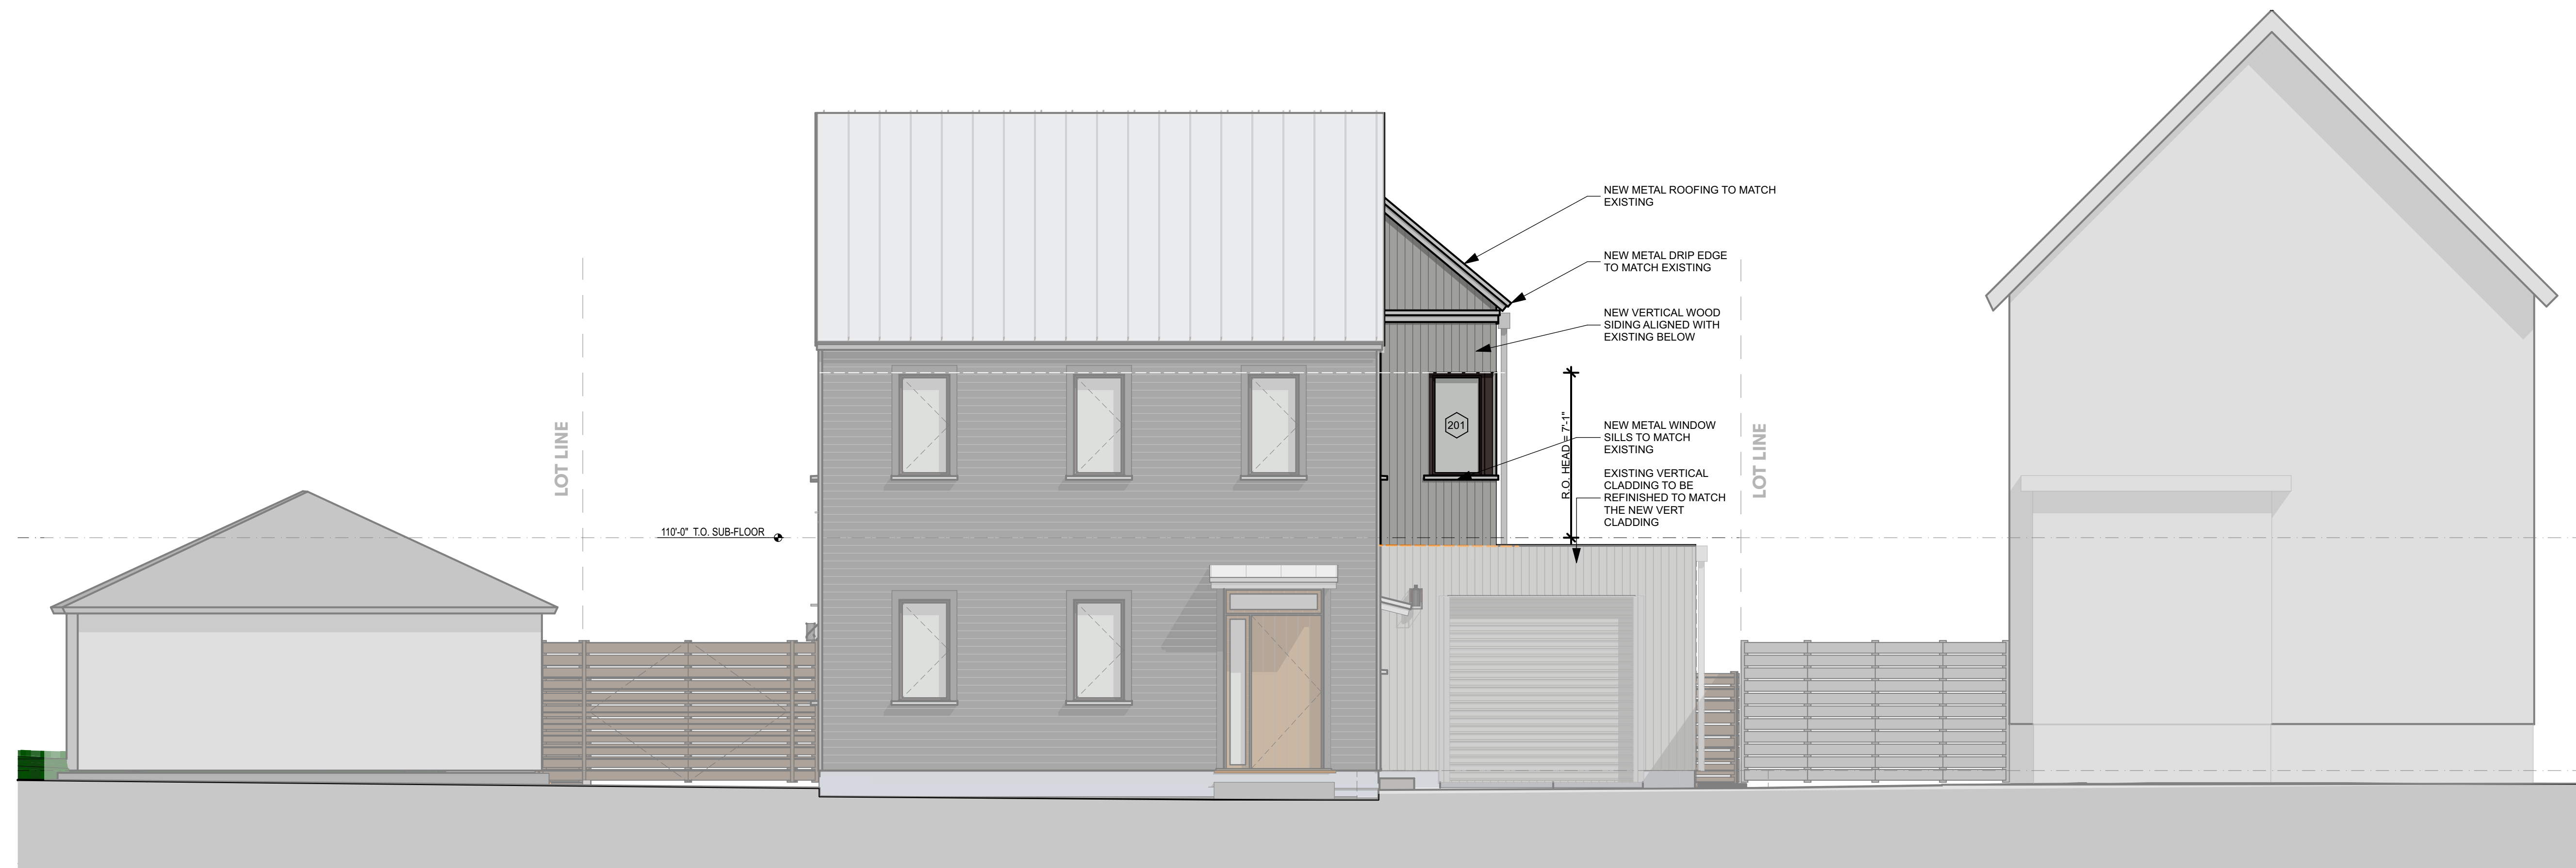 NEW METAL ROOFING TO MATCH
EXISTING
NEW METAL DRIP EDGE
TO MATCH EXISTING
NEW VERTICAL WOOD
SIDING ALIGNED WITH
EXISTING BELOW
LOT LINE
201
R.O. HEAD = 7'-1"
NEW METAL WINDOW
SILLS TO MATCH
EXISTING
LOT LINE
EXISTING VERTICAL
CLADDING TO BE
REFINISHED TO MATCH
THE NEW VERT
CLADDING
110'-0" T.O. SUB-FLOOR